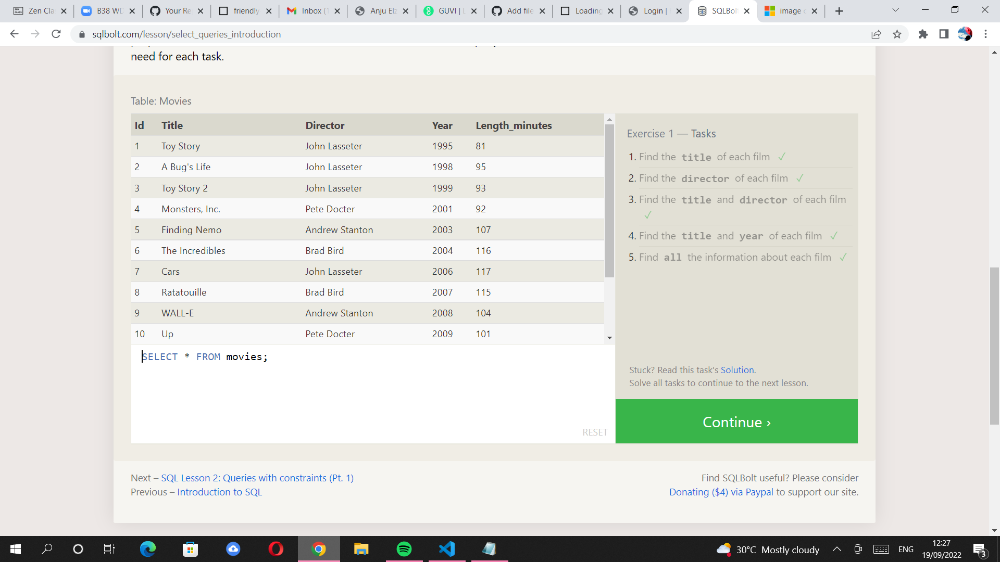 Zen Cla
B38 WD
Your Re
friendly
Inbox (1
Anju Elz
GUVI | L
Add file
Loading
Login |
SQLBolt
image
sqlbolt.com/lesson/select_queries_introduction
need for each task.
Table: Movies
Id Title Director Year Length_minutes
1 Toy Story John Lasseter 1995 81
2 A Bug's Life John Lasseter 1998 95
3 Toy Story 2 John Lasseter 1999 93
4 Monsters, Inc. Pete Docter 2001 92
5 Finding Nemo Andrew Stanton 2003 107
6 The Incredibles Brad Bird 2004 116
7 Cars John Lasseter 2006 117
8 Ratatouille Brad Bird 2007 115
9 WALL-E Andrew Stanton 2008 104
10 Up Pete Docter 2009 101
SELECT * FROM movies;
RESET
Exercise 1 — Tasks
1. Find the title of each film ✓
2. Find the director of each film ✓
3. Find the title and director of each film
✓
4. Find the title and year of each film ✓
5. Find all the information about each film ✓
Stuck? Read this task's Solution.
Solve all tasks to continue to the next lesson.
Continue ›
Next – SQL Lesson 2: Queries with constraints (Pt. 1)
Previous – Introduction to SQL
Find SQLBolt useful? Please consider
Donating ($4) via Paypal to support our site.
30°C Mostly cloudy
ENG
12:27
19/09/2022
3